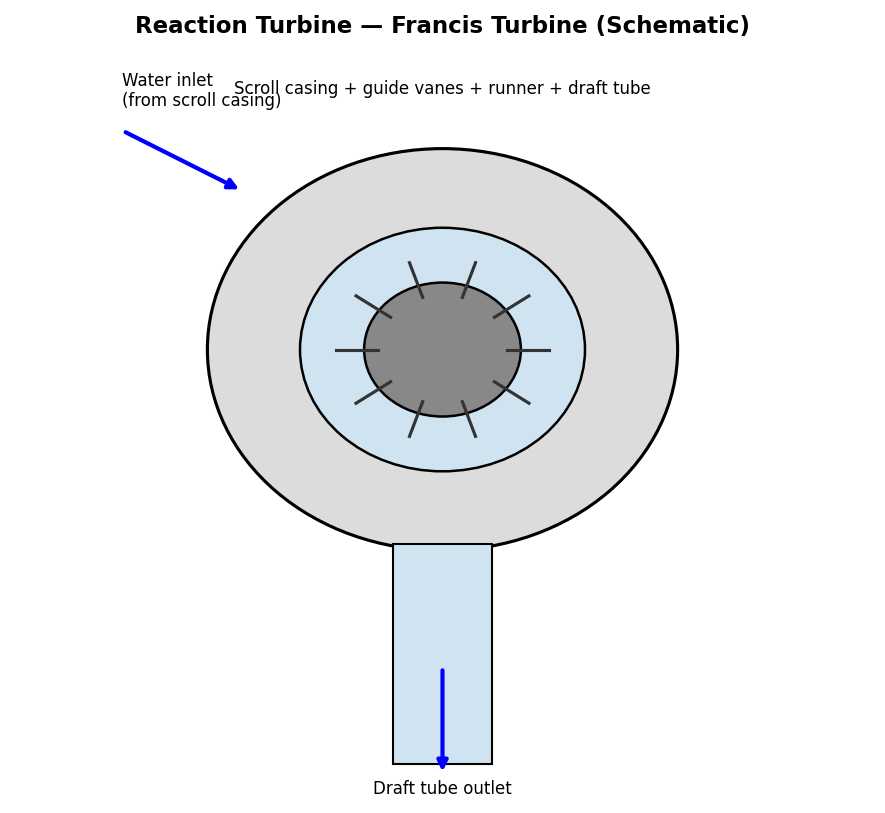 Reaction Turbine — Francis Turbine (Schematic)
Water inlet
(from scroll casing)
Scroll casing + guide vanes + runner + draft tube
Draft tube outlet